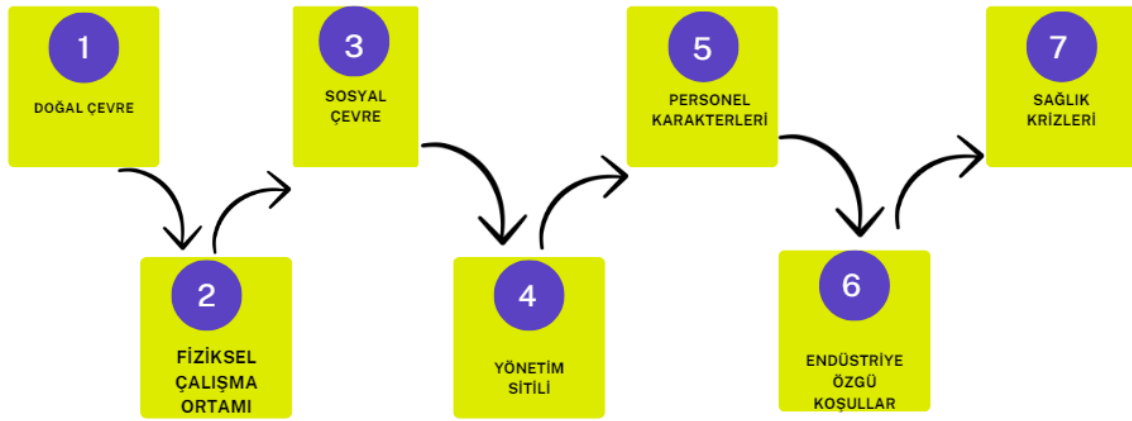 1
DOĞAL ÇEVRE
2
FİZİKSEL
ÇALIŞMA
ORTAMI
3
SOSYAL
ÇEVRE
4
YÖNETİM
SİTİLİ
5
PERSONEL
KARAKTERLERİ
6
ENDÜSTRİYE
ÖZGÜ
KOŞULLAR
7
SAĞLIK
KRİZLERİ